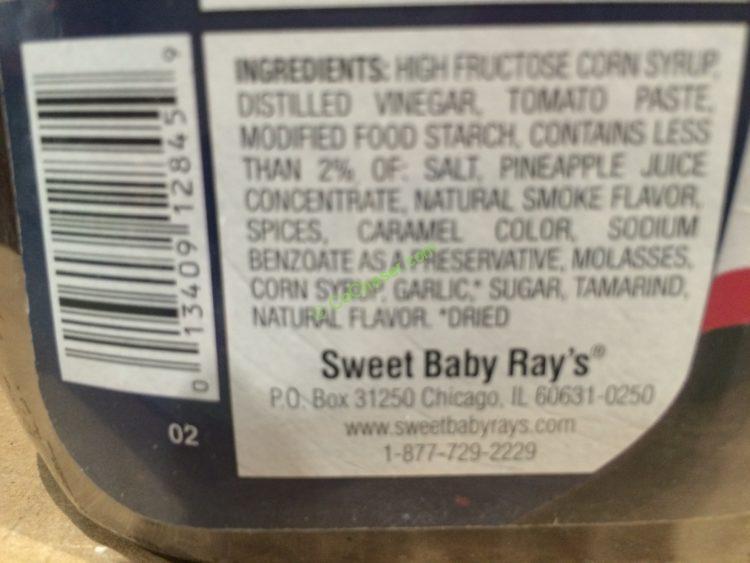 INGREDIENTS: HIGH FRUCTOSE CORN SYRUP,
DISTILLED VINEGAR, TOMATO PASTE,
MODIFIED FOOD STARCH, CONTAINS LESS
THAN 2% OF: SALT, PINEAPPLE JUICE
CONCENTRATE, NATURAL SMOKE FLAVOR,
SPICES, CARAMEL COLOR, SODIUM
BENZOATE AS A PRESERVATIVE, MOLASSES,
CORN SYRUP, GARLIC,* SUGAR, TAMARIND,
NATURAL FLAVOR. *DRIED
Sweet Baby Ray's®
P.O. Box 31250 Chicago, IL 60631-0250
www.sweetbabyrays.com
1-877-729-2229
0 13409 12845 9
02